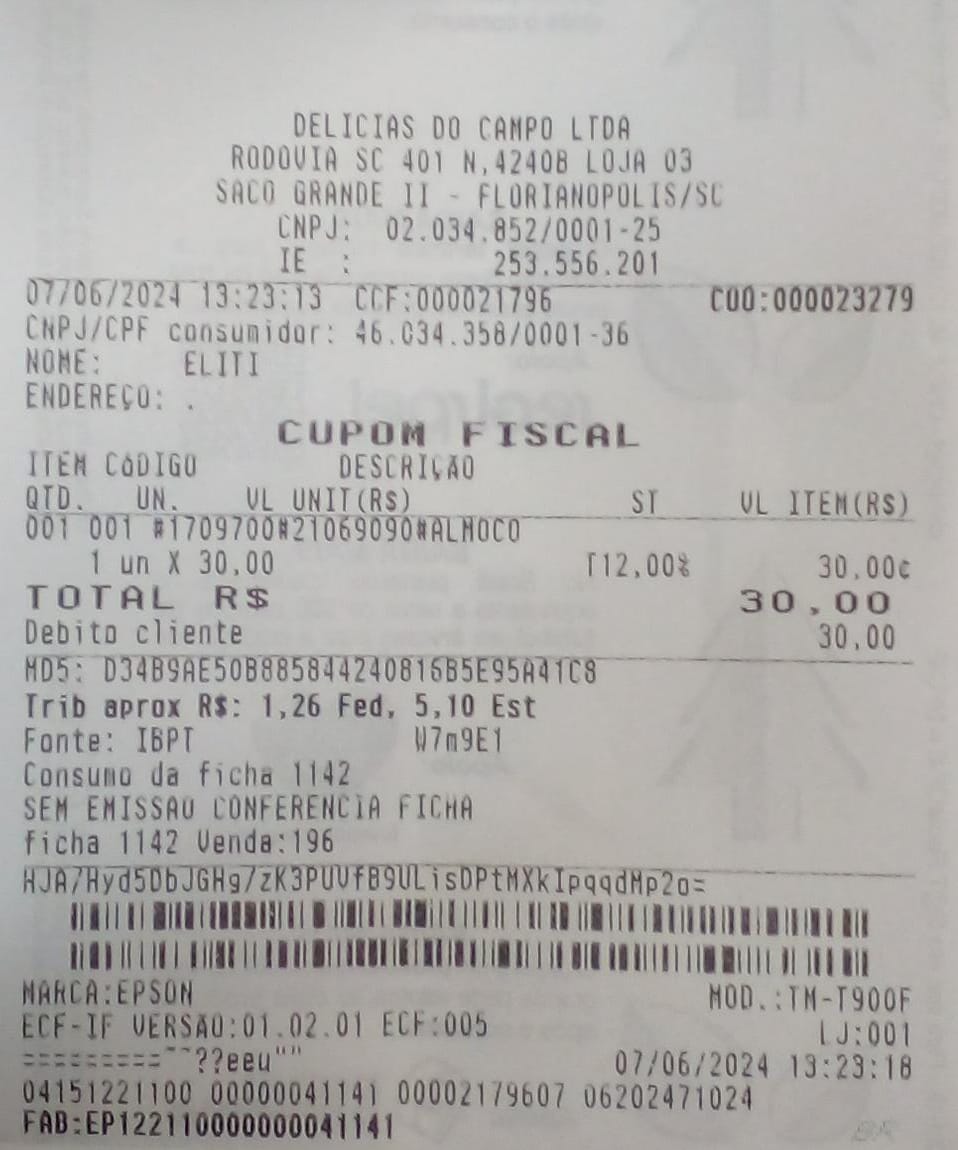 DELICIAS DO CAMPO LTDA
RODOVIA SC 401 N,4240B LOJA 03
SACO GRANDE II - FLORIANOPOLIS/SC
CNPJ: 02.034.852/0001-25
IE : 253.556.201
07/06/2024 13:23:13 CCF:000021796 COO:000023279
CNPJ/CPF consumidor: 46.034.358/0001-36
NOME: ELITI
ENDEREÇO: .
CUPOM FISCAL
ITEM CÓDIGO DESCRIÇÃO
QTD. UN. VL UNIT(R$) ST VL ITEM(R$)
001 001 #1709700#21069090#ALMOCO
1 un X 30,00 T12,00% 30,00¢
TOTAL R$ 30,00
Debito cliente 30,00
MD5: D34B9AE50B885844240816B5E95A41C8
Trib aprox R$: 1,26 Fed, 5,10 Est
Fonte: IBPT W7m9E1
Consumo da ficha 1142
SEM EMISSAO CONFERENCIA FICHA
ficha 1142 Venda:196
HJA7Hyd5DbJGHg7zK3PUVfB9ULisDPtMXkIpqqdMp2o=
MARCA:EPSON MOD.:TM-T900F
ECF-IF VERSÃO:01.02.01 ECF:005 LJ:001
=========¯¯??eeu"" 07/06/2024 13:23:18
04151221100 00000041141 00002179607 06202471024
FAB:EP122110000000041141
BR